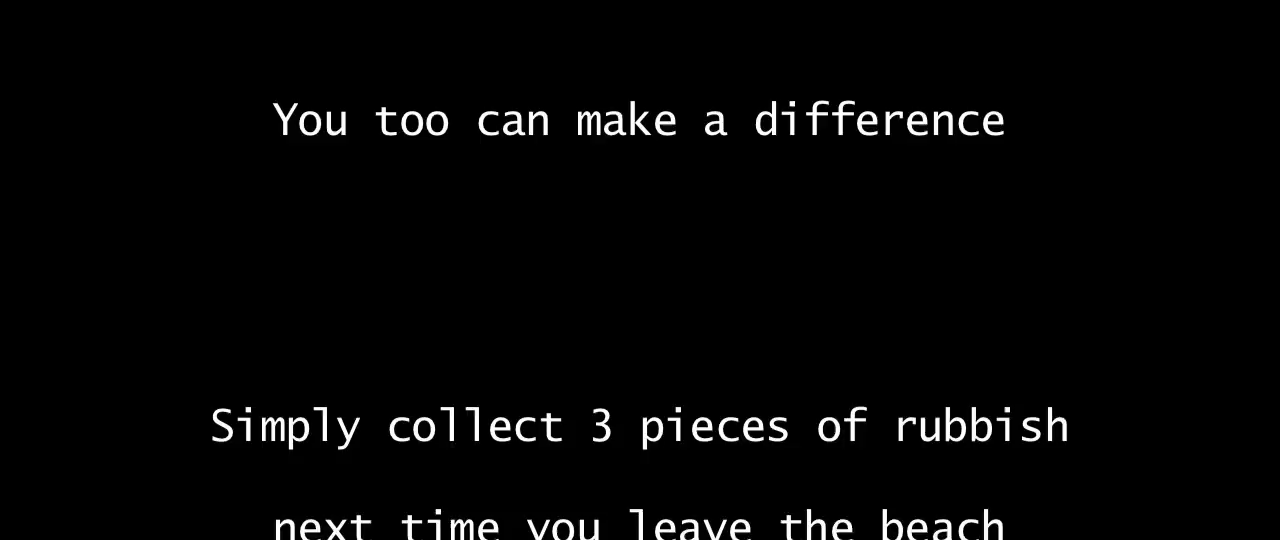 You too can make a difference
Simply collect 3 pieces of rubbish
next time you leave the beach